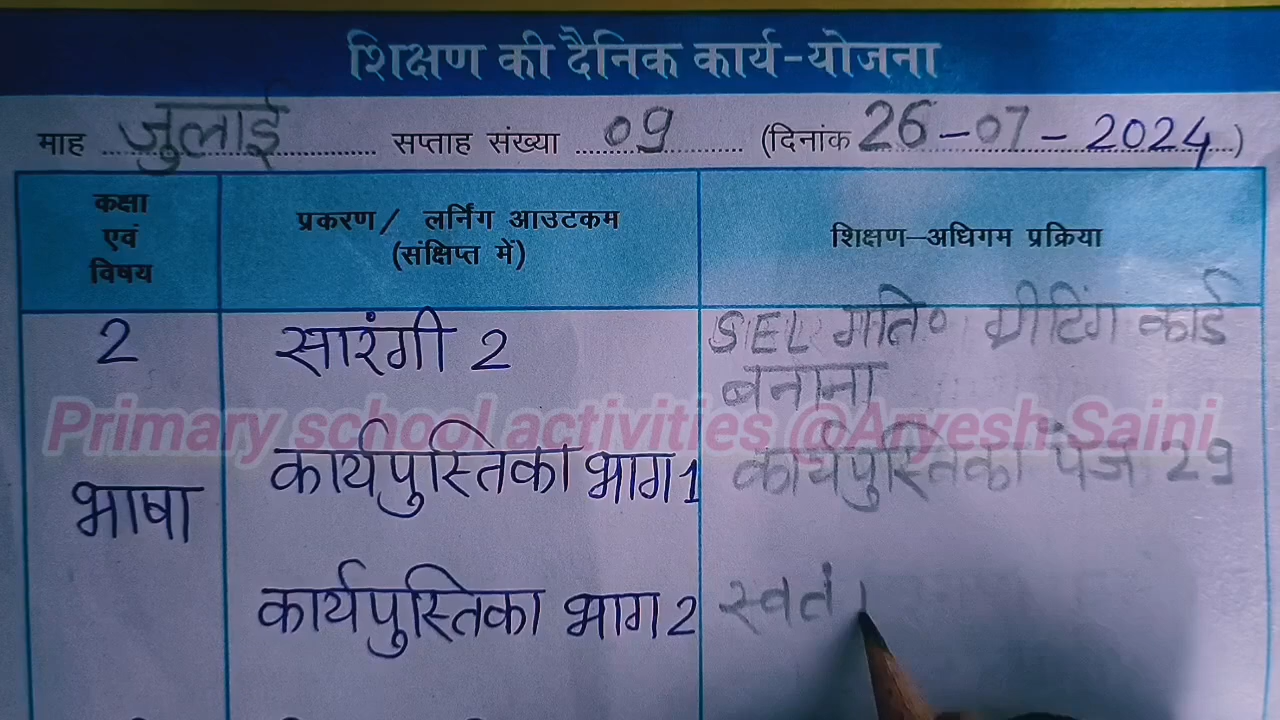 शिक्षण की दैनिक कार्य-योजना
माह जुलाई सप्ताह संख्या 09 (दिनांक 26-07-2024)
कक्षा एवं विषय
प्रकरण/ लर्निंग आउटकम (संक्षिप्त में)
शिक्षण-अधिगम प्रक्रिया
2 सारंगी 2 SEL गति० ग्रीटिंग कार्ड
बनाना
Primary school activities @Aryesh Saini
कार्यपुस्तिका भाग 1 कार्यपुस्तिका पेज 29
भाषा
कार्यपुस्तिका भाग 2 स्वतं